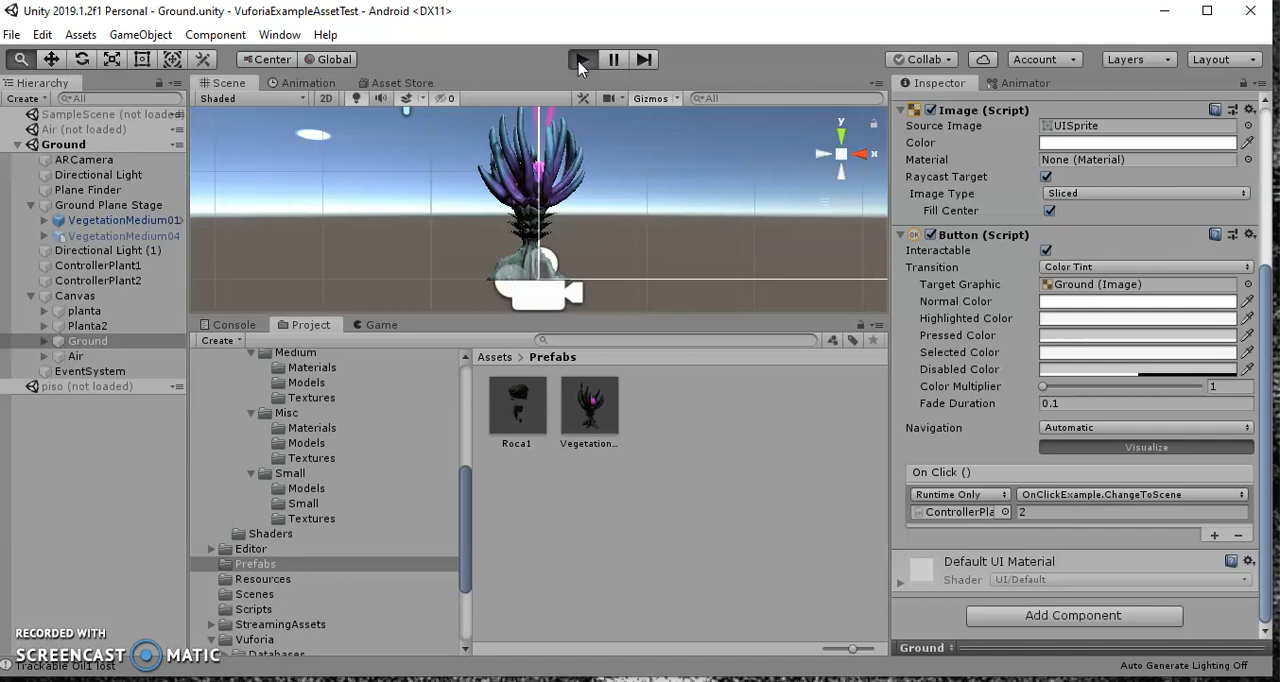 Unity 2019.1.2f1 Personal - Ground.unity - VuforiaExampleAssetTest - Android <DX11>
File Edit Assets GameObject Component Window Help
Center Global Collab Account Layers Layout
Hierarchy Scene Animation Asset Store Inspector Animator
Create All Shaded 2D 0 Gizmos All
SampleScene (not loaded)
Air (not loaded)
Ground
ARCamera
Directional Light
Plane Finder
Ground Plane Stage
VegetationMedium01
VegetationMedium04
Directional Light (1)
ControllerPlant1
ControllerPlant2
Canvas
planta
Planta2
Ground
Air
EventSystem
piso (not loaded)
y
x
Console Project Game
Create
Medium
Materials
Models
Textures
Misc
Materials
Models
Textures
Small
Models
Small
Textures
Shaders
Editor
Prefabs
Resources
Scenes
Scripts
StreamingAssets
Vuforia
Databases
Assets > Prefabs
Roca1 Vegetation...
Image (Script)
Source Image UISprite
Color
Material None (Material)
Raycast Target
Image Type Sliced
Fill Center
OK Button (Script)
Interactable
Transition Color Tint
Target Graphic Ground (Image)
Normal Color
Highlighted Color
Pressed Color
Selected Color
Disabled Color
Color Multiplier 1
Fade Duration 0.1
Navigation Automatic
Visualize
On Click ()
Runtime Only OnClickExample.ChangeToScene
ControllerPla 2
+ −
Default UI Material
Shader UI/Default
Add Component
Ground
RECORDED WITH
SCREENCAST MATIC
Trackable Oil1 lost
Auto Generate Lighting Off